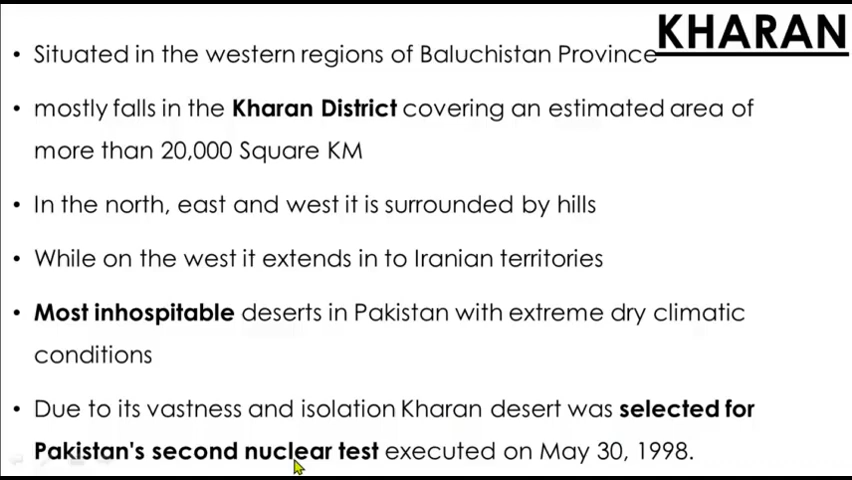 KHARAN
• Situated in the western regions of Baluchistan Province
• mostly falls in the Kharan District covering an estimated area of
more than 20,000 Square KM
• In the north, east and west it is surrounded by hills
• While on the west it extends in to Iranian territories
• Most inhospitable deserts in Pakistan with extreme dry climatic
conditions
• Due to its vastness and isolation Kharan desert was selected for
Pakistan's second nuclear test executed on May 30, 1998.